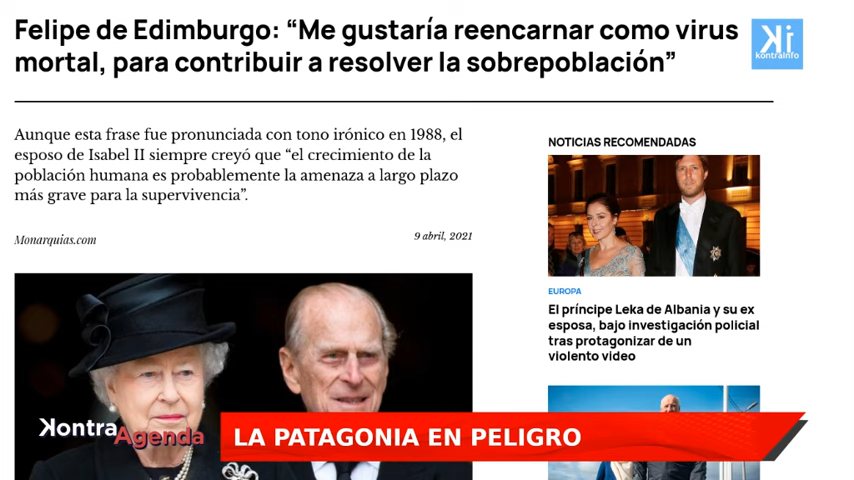 Felipe de Edimburgo: “Me gustaría reencarnar como virus
mortal, para contribuir a resolver la sobrepoblación”
Ki
kontrainfo
Aunque esta frase fue pronunciada con tono irónico en 1988, el
esposo de Isabel II siempre creyó que “el crecimiento de la
población humana es probablemente la amenaza a largo plazo
más grave para la supervivencia”.
Monarquias.com
9 abril, 2021
NOTICIAS RECOMENDADAS
EUROPA
El príncipe Leka de Albania y su ex
esposa, bajo investigación policial
tras protagonizar de un
violento video
Kontra
Agenda
LA PATAGONIA EN PELIGRO